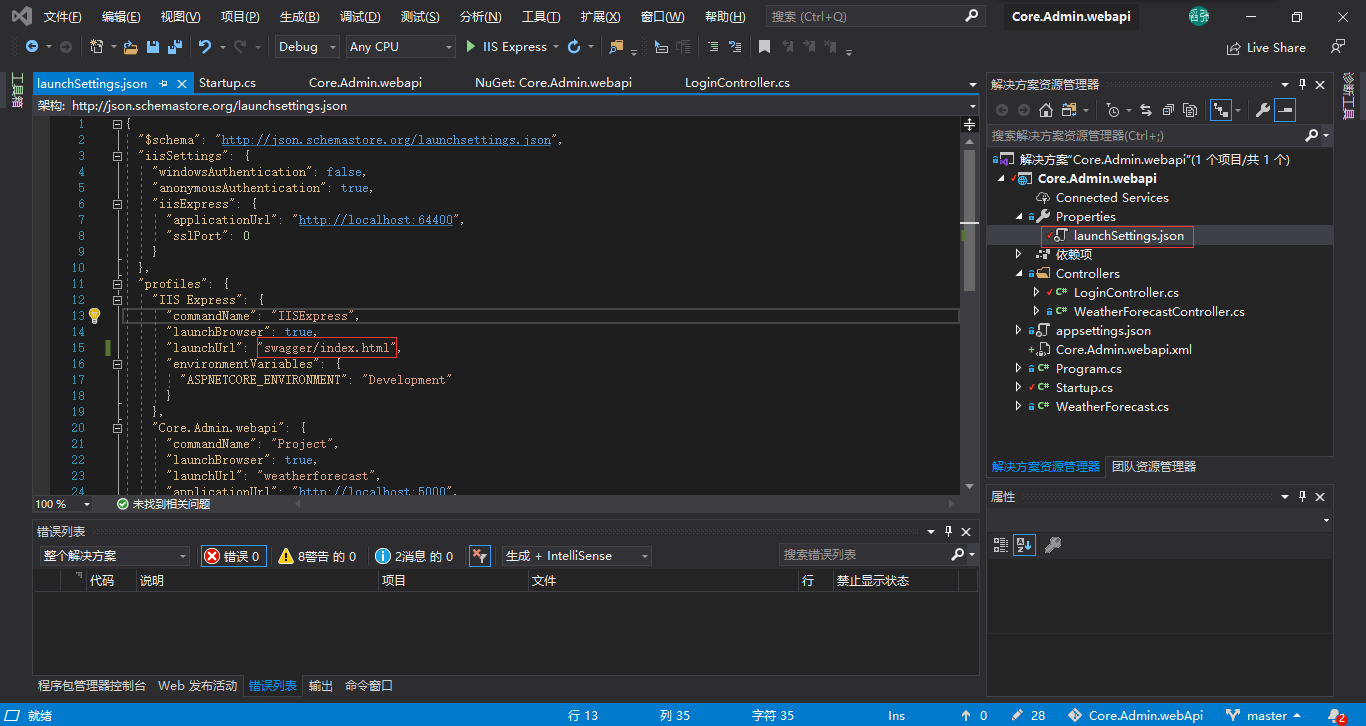 文件(F) 编辑(E) 视图(V) 项目(P) 生成(B) 调试(D) 测试(S) 分析(N) 工具(T) 扩展(X) 窗口(W) 帮助(H) 搜索 (Ctrl+Q) Core.Admin.webapi
Debug Any CPU IIS Express Live Share
工具箱
launchSettings.json Startup.cs Core.Admin.webapi NuGet: Core.Admin.webapi LoginController.cs
架构: http://json.schemastore.org/launchsettings.json
1 {
2 "$schema": "http://json.schemastore.org/launchsettings.json",
3 "iisSettings": {
4 "windowsAuthentication": false,
5 "anonymousAuthentication": true,
6 "iisExpress": {
7 "applicationUrl": "http://localhost:64400",
8 "sslPort": 0
9 }
10 },
11 "profiles": {
12 "IIS Express": {
13 "commandName": "IISExpress",
14 "launchBrowser": true,
15 "launchUrl": "swagger/index.html",
16 "environmentVariables": {
17 "ASPNETCORE_ENVIRONMENT": "Development"
18 }
19 },
20 "Core.Admin.webapi": {
21 "commandName": "Project",
22 "launchBrowser": true,
23 "launchUrl": "weatherforecast",
24 "applicationUrl": "http://localhost:5000",
100 % 未找到相关问题
错误列表
整个解决方案 错误 0 8警告 的 0 2消息 的 0 生成 + IntelliSense 搜索错误列表
代码 说明 项目 文件 行 禁止显示状态
程序包管理器控制台 Web 发布活动 错误列表 输出 命令窗口
解决方案资源管理器
搜索解决方案资源管理器(Ctrl+;)
解决方案"Core.Admin.webapi"(1 个项目/共 1 个)
Core.Admin.webapi
Connected Services
Properties
launchSettings.json
依赖项
Controllers
C# LoginController.cs
C# WeatherForecastController.cs
appsettings.json
Core.Admin.webapi.xml
C# Program.cs
C# Startup.cs
C# WeatherForecast.cs
解决方案资源管理器 团队资源管理器
属性
诊断工具
就绪 行 13 列 35 字符 35 Ins 0 28 Core.Admin.webApi master 2